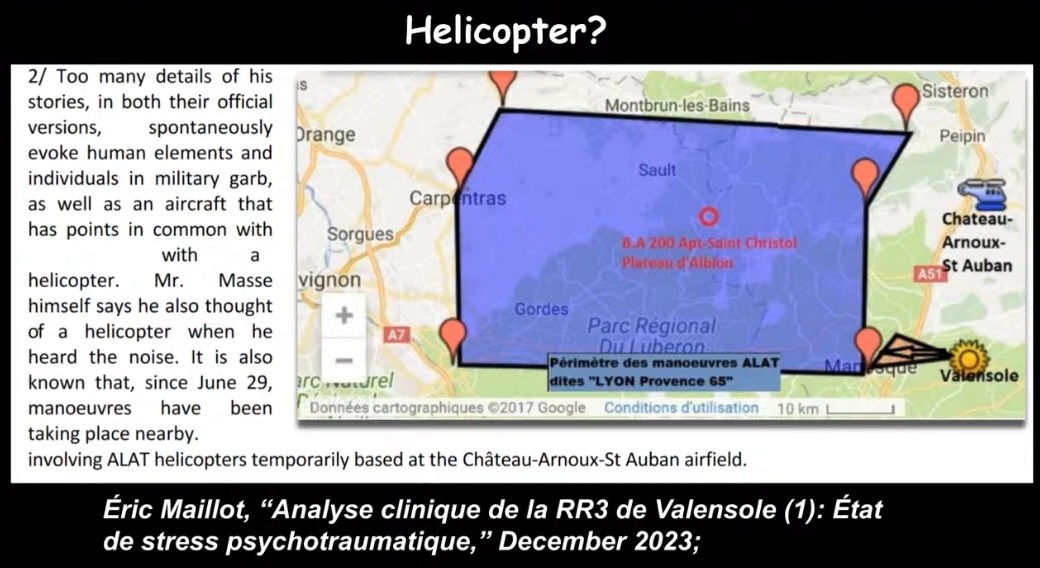 Helicopter?
2/ Too many details of his
stories, in both their official
versions, spontaneously
evoke human elements and
individuals in military garb,
as well as an aircraft that
has points in common with
with a
helicopter. Mr. Masse
himself says he also thought
of a helicopter when he
heard the noise. It is also
known that, since June 29,
manoeuvres have been
taking place nearby.
involving ALAT helicopters temporarily based at the Château-Arnoux-St Auban airfield.
Montbrun-les-Bains
Sisteron
Orange
Peipin
Sault
Carpentras
Sorgues
B.A 200 Apt-Saint Christol
Plateau d'Albion
Chateau-
Arnoux-
St Auban
A51
vignon
+
Gordes
A7
Parc Régional
Du Luberon
−
Périmètre des manoeuvres ALAT
dites "LYON Provence 65"
Valensole
Données cartographiques ©2017 Google Conditions d'utilisation 10 km
Éric Maillot, “Analyse clinique de la RR3 de Valensole (1): État
de stress psychotraumatique,” December 2023;